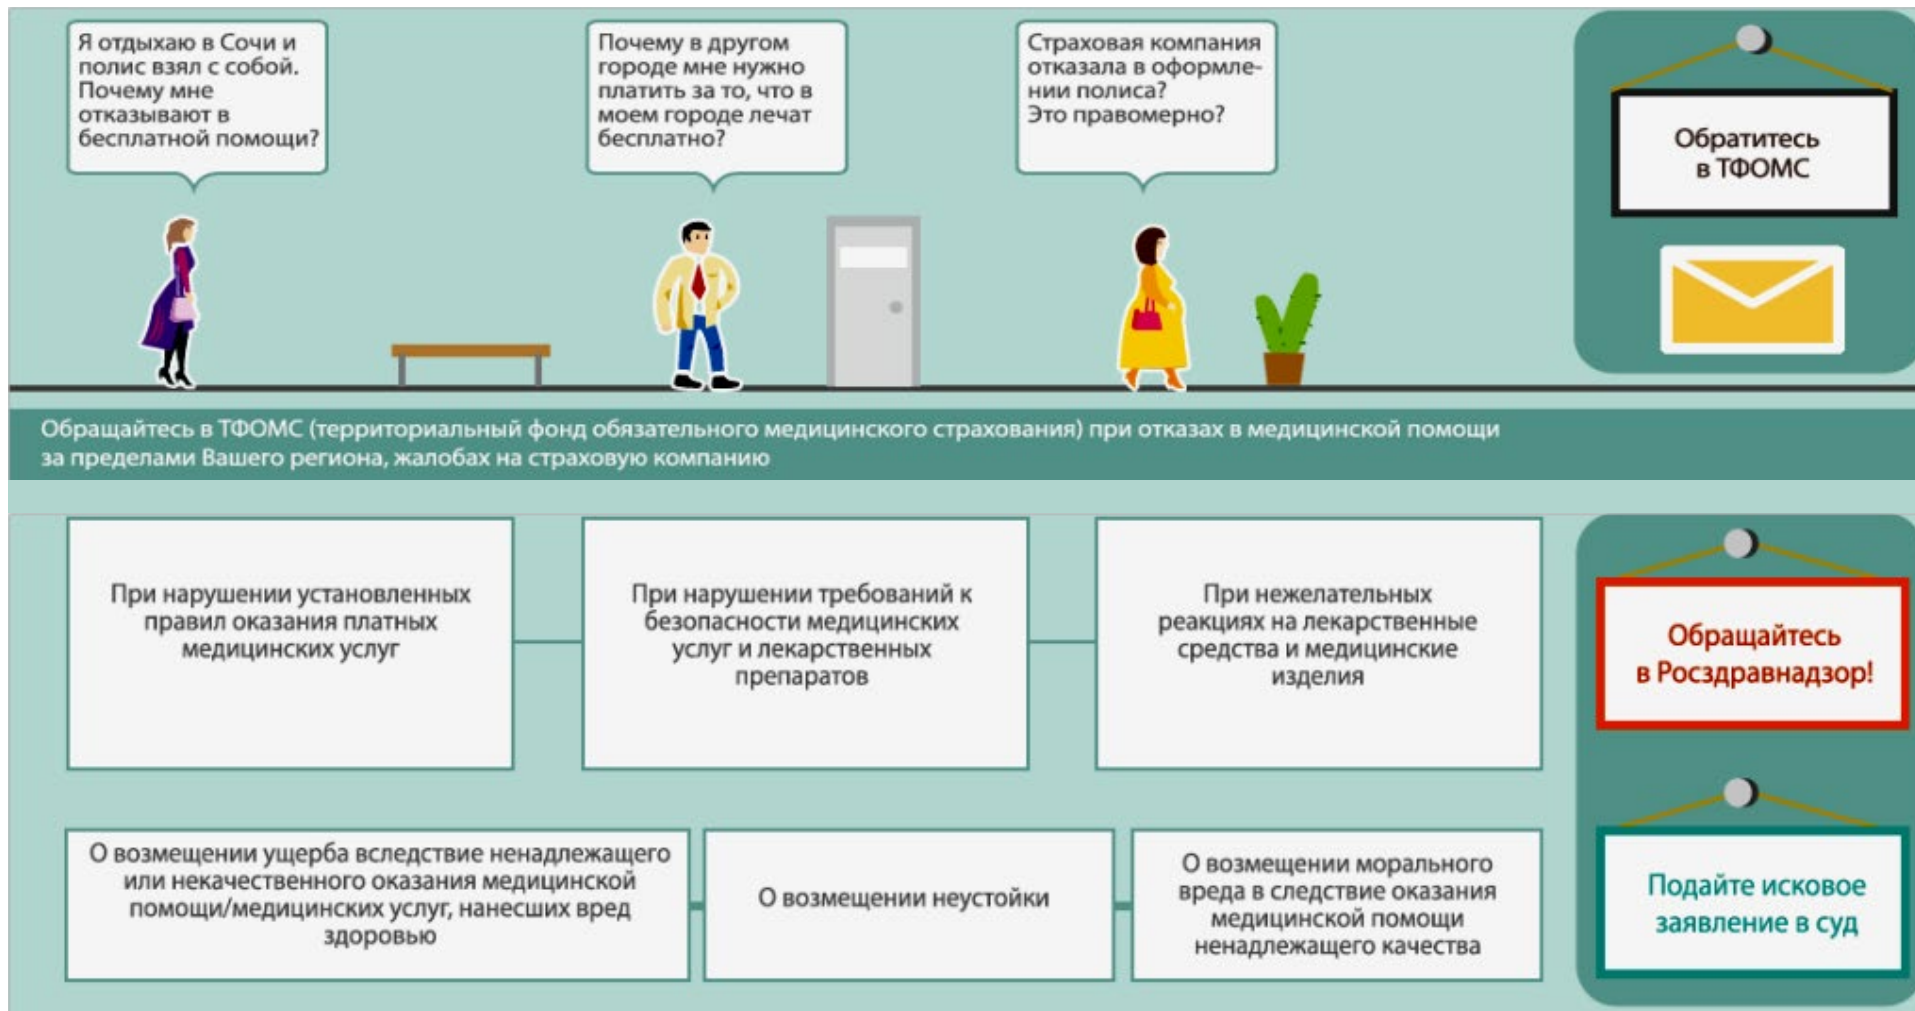 Я отдыхаю в Сочи и
полис взял с собой.
Почему мне
отказывают в
бесплатной помощи?
Почему в другом
городе мне нужно
платить за то, что в
моем городе лечат
бесплатно?
Страховая компания
отказала в оформле-
нии полиса?
Это правомерно?
Обратитесь
в ТФОМС
Обращайтесь в ТФОМС (территориальный фонд обязательного медицинского страхования) при отказах в медицинской помощи
за пределами Вашего региона, жалобах на страховую компанию
При нарушении установленных
правил оказания платных
медицинских услуг
При нарушении требований к
безопасности медицинских
услуг и лекарственных
препаратов
При нежелательных
реакциях на лекарственные
средства и медицинские
изделия
Обращайтесь
в Росздравнадзор!
О возмещении ущерба вследствие ненадлежащего
или некачественного оказания медицинской
помощи/медицинских услуг, нанесших вред
здоровью
О возмещении неустойки
О возмещении морального
вреда в следствие оказания
медицинской помощи
ненадлежащего качества
Подайте исковое
заявление в суд